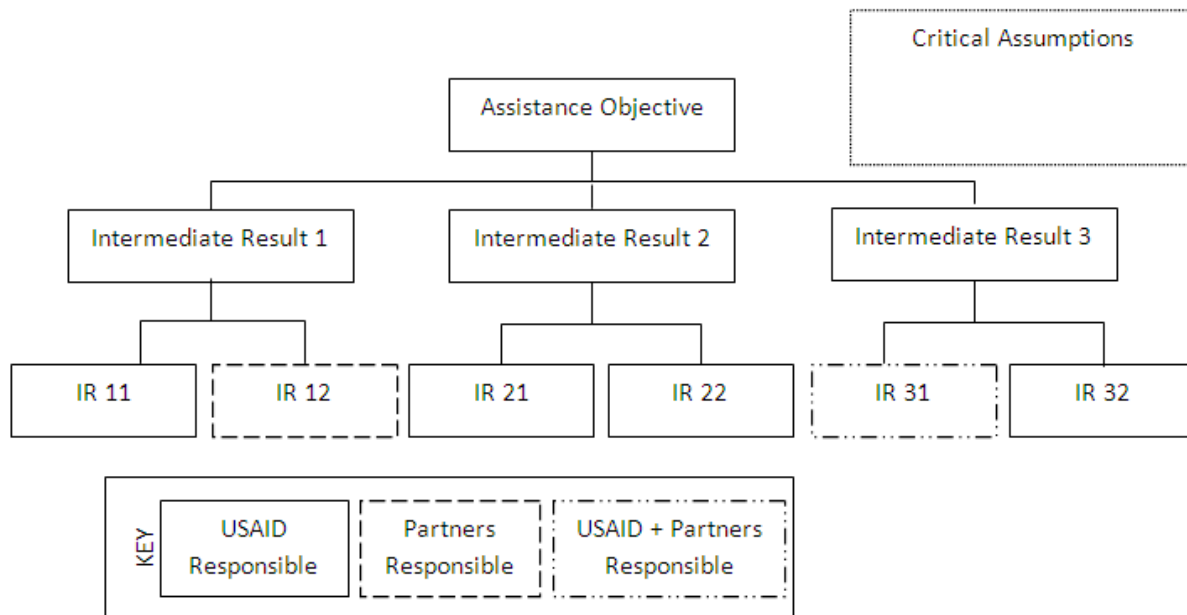 Critical Assumptions
Assistance Objective
Intermediate Result 1
Intermediate Result 2
Intermediate Result 3
IR 11
IR 12
IR 21
IR 22
IR 31
IR 32
KEY
USAID
Responsible
Partners
Responsible
USAID + Partners
Responsible